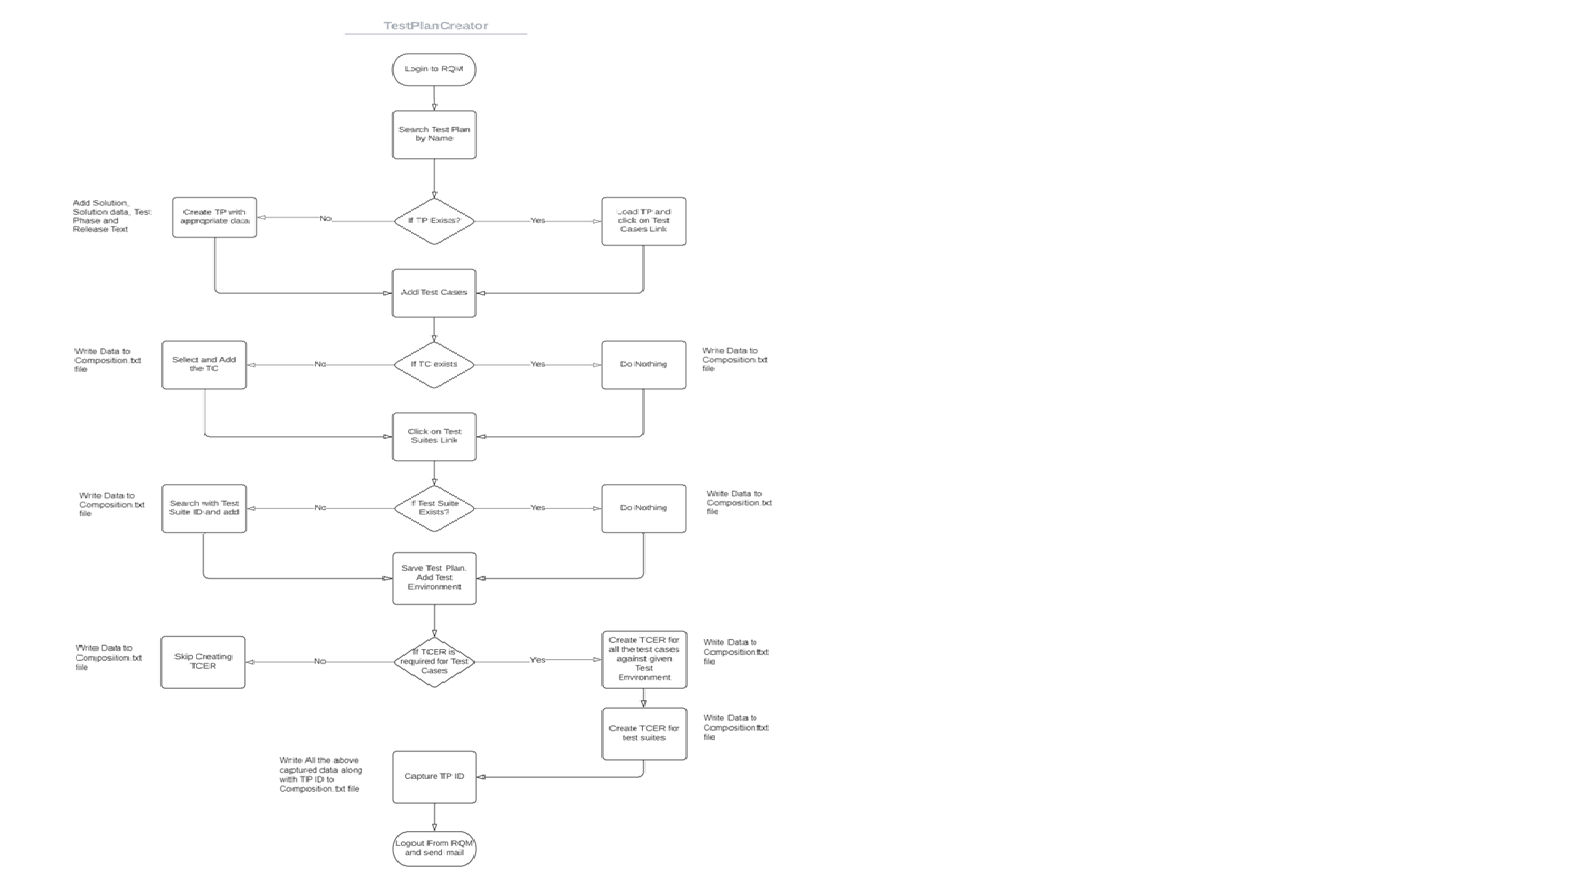 TestPlanCreator
Login to RQM
Search Test Plan
by Name
Add Solution,
Solution data, Test
Phase and
Release Text
Create TP with
appropriate data
No
If TP Exists?
Yes
Load TP and
click on Test
Cases Link
Add Test Cases
Write Data to
Composition.txt
file
Select and Add
the TC
No
If TC exists
Yes
Do Nothing
Write Data to
Composition.txt
file
Click on Test
Suites Link
Write Data to
Composition.txt
file
Search with Test
Suite ID and add
No
If Test Suite
Exists?
Yes
Do Nothing
Write Data to
Composition.txt
file
Save Test Plan.
Add Test
Environment
Write Data to
Composition.txt
file
Skip Creating
TCER
No
If TCER is
required for Test
Cases
Yes
Create TCER for
all the test cases
against given
Test
Environment
Write Data to
Composition.txt
file
Create TCER for
test suites
Write Data to
Composition.txt
file
Write All the above
captured data along
with TP ID to
Composition.txt file
Capture TP ID
Logout From RQM
and send mail